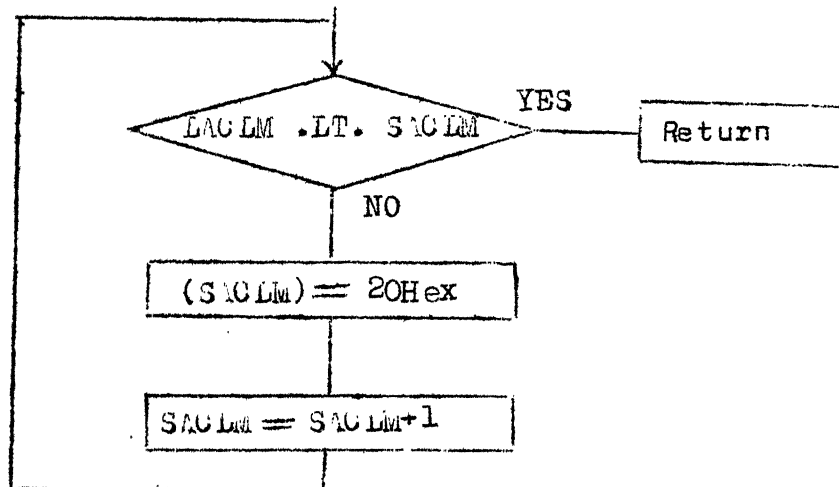 LACLM .LT. SACLM
YES
Return
NO
(SACLM)= 20Hex
SACLM = SACLM+1